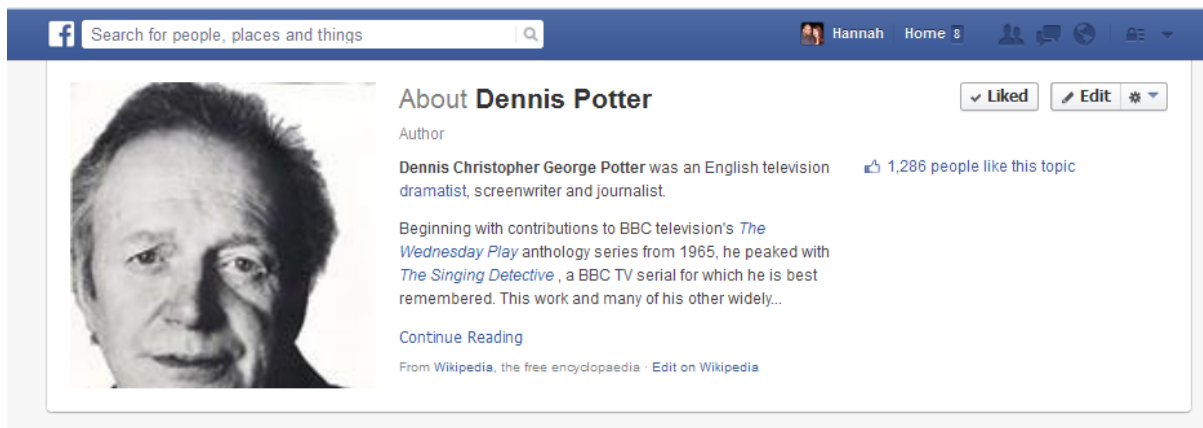 f Search for people, places and things Hannah Home 8
About Dennis Potter Liked Edit
Author
Dennis Christopher George Potter was an English television 1,286 people like this topic
dramatist, screenwriter and journalist.
Beginning with contributions to BBC television's The
Wednesday Play anthology series from 1965, he peaked with
The Singing Detective , a BBC TV serial for which he is best
remembered. This work and many of his other widely...
Continue Reading
From Wikipedia, the free encyclopaedia · Edit on Wikipedia